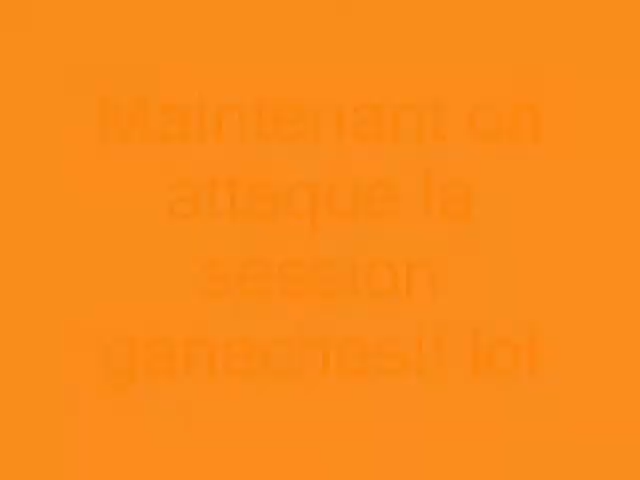 Maintenant on
attaque la
session
ganaches!! lol